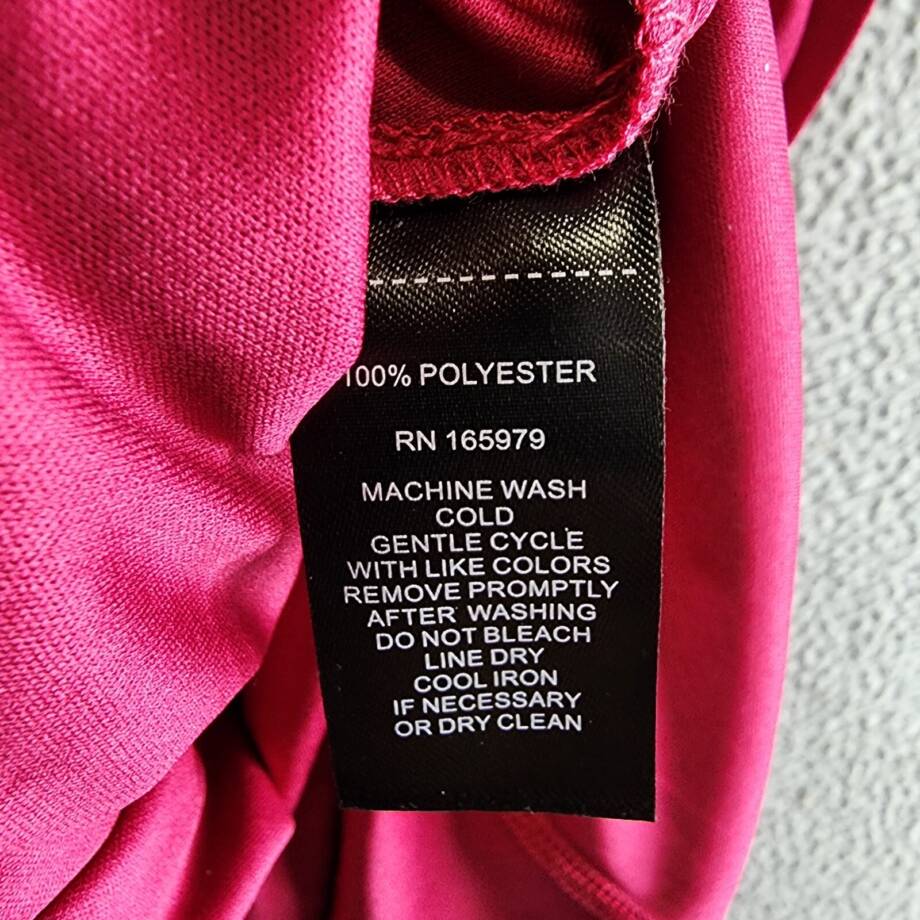 100% POLYESTER
RN 165979
MACHINE WASH
COLD
GENTLE CYCLE
WITH LIKE COLORS
REMOVE PROMPTLY
AFTER WASHING
DO NOT BLEACH
LINE DRY
COOL IRON
IF NECESSARY
OR DRY CLEAN